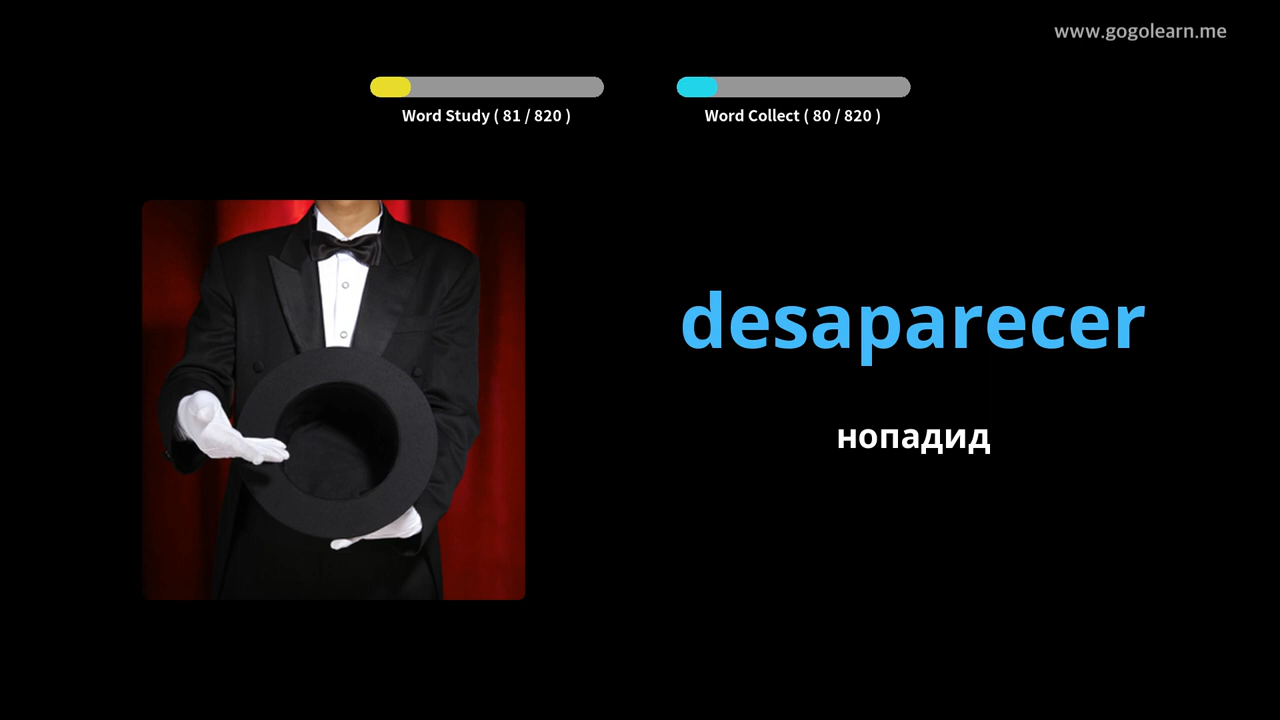 www.gogolearn.me
Word Study ( 81 / 820 )
Word Collect ( 80 / 820 )
desaparecer
нопадид